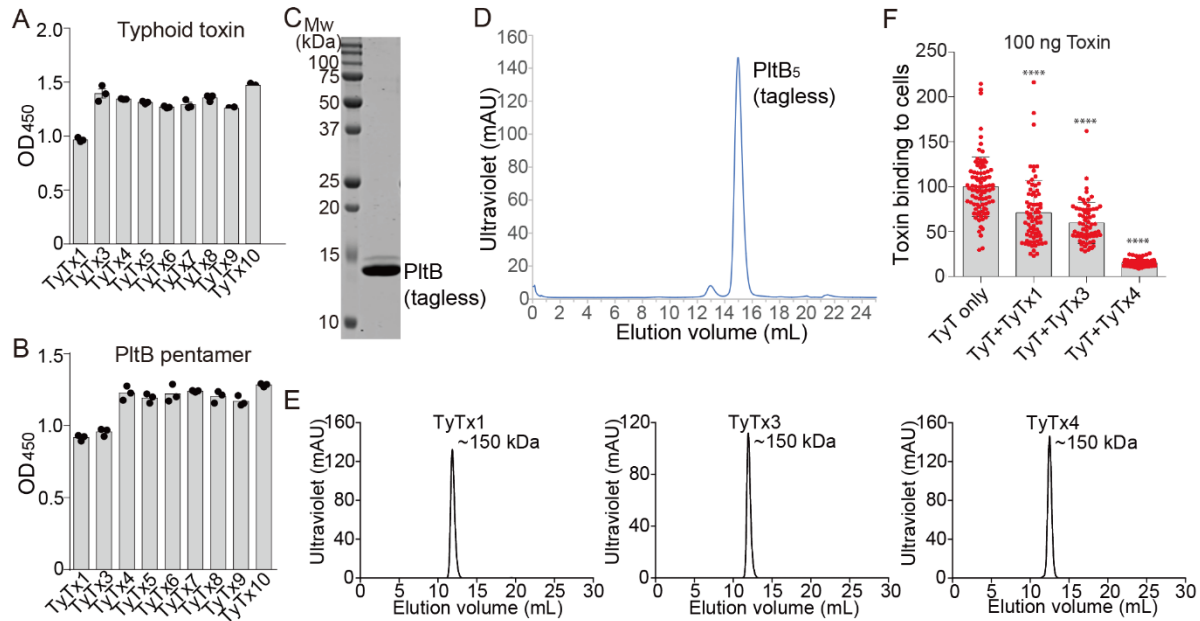 A
Typhoid toxin
OD450
2.0
1.5
1.0
0.5
0
TyTx1
TyTx3
TyTx4
TyTx5
TyTx6
TyTx7
TyTx8
TyTx9
TyTx10
B
PltB pentamer
OD450
1.5
1.0
0.5
0
TyTx1
TyTx3
TyTx4
TyTx5
TyTx6
TyTx7
TyTx8
TyTx9
TyTx10
C
Mw
(kDa)
100
75
50
37
25
20
15
10
PltB
(tagless)
D
Ultraviolet (mAU)
160
140
120
100
80
60
40
20
0
PltB5
(tagless)
0 2 4 6 8 10 12 14 16 18 20 22 24
Elution volume (mL)
E
Ultraviolet (mAU)
160
120
80
40
0
TyTx1
~150 kDa
0 5 10 15 20 25 30
Elution volume (mL)
Ultraviolet (mAU)
120
80
40
0
TyTx3
~150 kDa
0 5 10 15 20 25 30
Elution volume (mL)
Ultraviolet (mAU)
160
120
80
40
0
TyTx4
~150 kDa
0 5 10 15 20 25 30
Elution volume (mL)
F
100 ng Toxin
Toxin binding to cells
250
200
150
100
50
0
****
****
****
TyT only
TyT+TyTx1
TyT+TyTx3
TyT+TyTx4